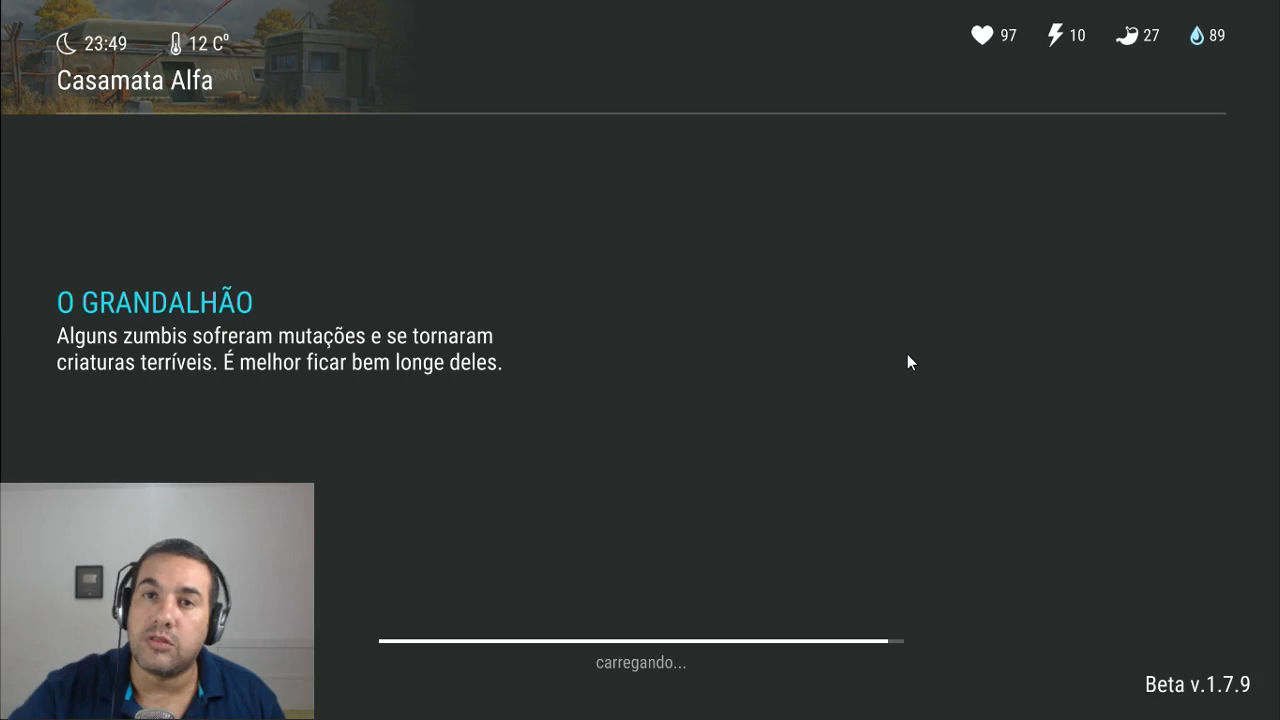 23:49 12 C⁰
97 10 27 89
Casamata Alfa
O GRANDALHÃO
Alguns zumbis sofreram mutações e se tornaram
criaturas terríveis. É melhor ficar bem longe deles.
carregando...
Beta v.1.7.9